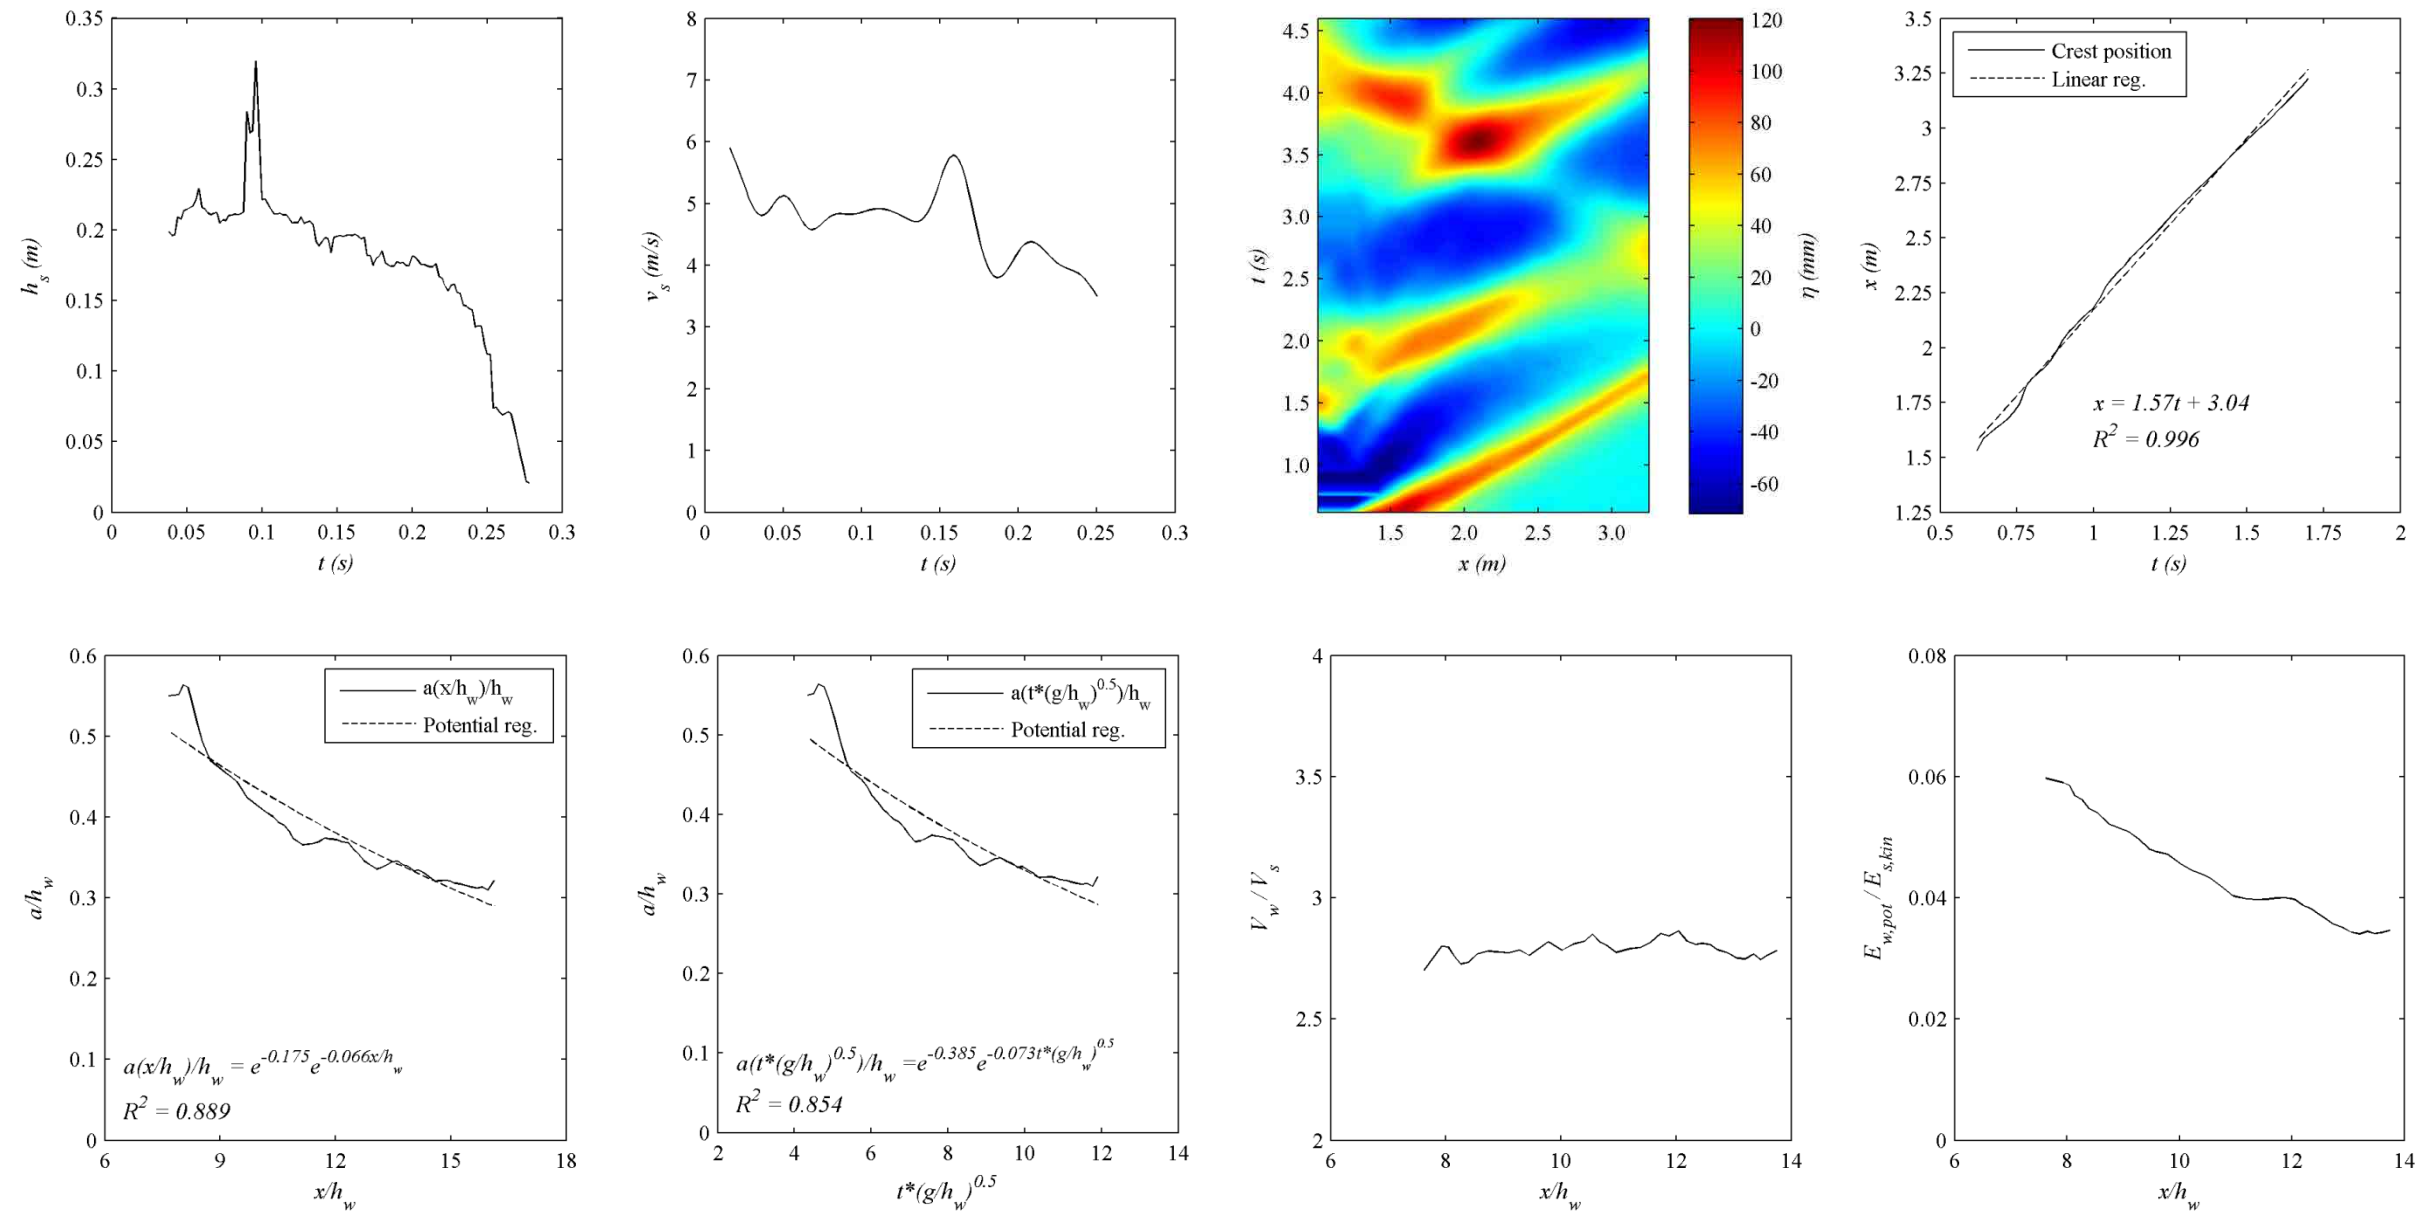 0.35
0.3
0.25
0.2
0.15
0.1
0.05
0
h_s (m)
0 0.05 0.1 0.15 0.2 0.25 0.3
t (s)
8
7
6
5
4
3
2
1
0
v_s (m/s)
0 0.05 0.1 0.15 0.2 0.25 0.3
t (s)
4.5
4.0
3.5
3.0
2.5
2.0
1.5
1.0
t (s)
1.5 2.0 2.5 3.0
x (m)
120
100
80
60
40
20
0
-20
-40
-60
η (mm)
3.5
3.25
3
2.75
2.5
2.25
2
1.75
1.5
1.25
x (m)
Crest position
Linear reg.
x = 1.57t + 3.04
R^2 = 0.996
0.5 0.75 1 1.25 1.5 1.75 2
t (s)
0.6
0.5
0.4
0.3
0.2
0.1
0
a/h_w
a(x/h_w)/h_w
Potential reg.
a(x/h_w)/h_w = e^-0.175 e^-0.066x/h_w
R^2 = 0.889
6 9 12 15 18
x/h_w
0.6
0.5
0.4
0.3
0.2
0.1
0
a/h_w
a(t*(g/h_w)^0.5)/h_w
Potential reg.
a(t*(g/h_w)^0.5)/h_w =e^-0.385 e^-0.073t*(g/h_w)^0.5
R^2 = 0.854
2 4 6 8 10 12 14
t*(g/h_w)^0.5
4
3.5
3
2.5
2
V_w / V_s
6 8 10 12 14
x/h_w
0.08
0.06
0.04
0.02
0
E_w,pot / E_s,kin
6 8 10 12 14
x/h_w